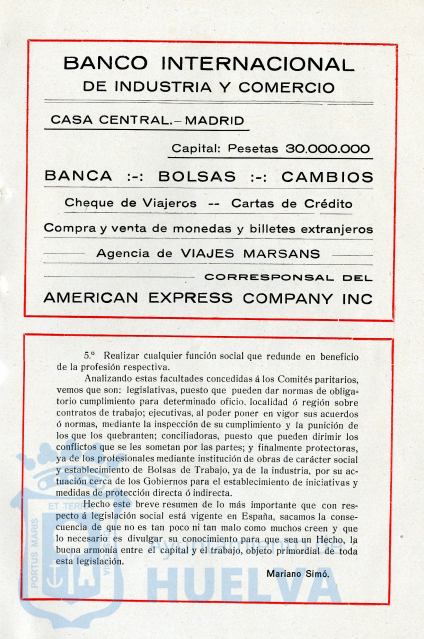 BANCO INTERNACIONAL
DE INDUSTRIA Y COMERCIO
CASA CENTRAL.–MADRID
Capital: Pesetas 30.000.000
BANCA :-: BOLSAS :-: CAMBIOS
Cheque de Viajeros -- Cartas de Crédito
Compra y venta de monedas y billetes extranjeros
Agencia de VIAJES MARSANS
CORRESPONSAL DEL
AMERICAN EXPRESS COMPANY INC
5.º Realizar cualquier función social que redunde en beneficio
de la profesión respectiva.
Analizando estas facultades concedidas á los Comités paritarios,
vemos que son: legislativas, puesto que pueden dar normas de obliga-
torio cumplimiento para determinado oficio, localidad ó región sobre
contratos de trabajo; ejecutivas, al poder poner en vigor sus acuerdos
ó normas, mediante la inspección de su cumplimiento y la punición de
los que los quebranten; conciliadoras, puesto que pueden dirimir los
conflictos que se les sometan por las partes; y finalmente protectoras,
ya de los profesionales mediante institución de obras de carácter social
y establecimiento de Bolsas de Trabajo, ya de la industria, por su ac-
tuación cerca de los Gobiernos para el establecimiento de iniciativas y
medidas de protección directa ó indirecta.
Hecho este breve resumen de lo más importante que con res-
pecto á legislación social está vigente en España, sacamos la conse-
cuencia de que no es tan poco ni tan malo como muchos creen y que
lo necesario es divulgar su conocimiento para que sea un Hecho, la
buena armonía entre el capital y el trabajo, objeto primordial de toda
esta legislación.
Mariano Simó.
PORTUS MARIS
ET TERRAE
HUELVA